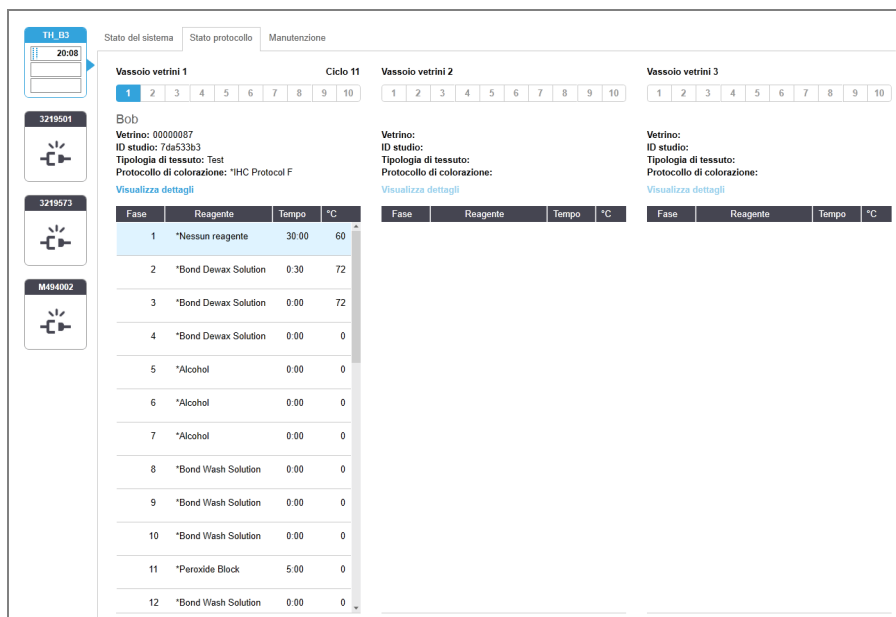 TH_B3
20:08
3219501
3219573
M494002
Stato del sistema Stato protocollo Manutenzione
Vassoio vetrini 1 Ciclo 11
1 2 3 4 5 6 7 8 9 10
Bob
Vetrino: 00000087
ID studio: 7da533b3
Tipologia di tessuto: Test
Protocollo di colorazione: *IHC Protocol F
Visualizza dettagli
Fase Reagente Tempo °C
1 *Nessun reagente 30:00 60
2 *Bond Dewax Solution 0:30 72
3 *Bond Dewax Solution 0:00 72
4 *Bond Dewax Solution 0:00 0
5 *Alcohol 0:00 0
6 *Alcohol 0:00 0
7 *Alcohol 0:00 0
8 *Bond Wash Solution 0:00 0
9 *Bond Wash Solution 0:00 0
10 *Bond Wash Solution 0:00 0
11 *Peroxide Block 5:00 0
12 *Bond Wash Solution 0:00 0
Vassoio vetrini 2
1 2 3 4 5 6 7 8 9 10
Vetrino:
ID studio:
Tipologia di tessuto:
Protocollo di colorazione:
Visualizza dettagli
Fase Reagente Tempo °C
Vassoio vetrini 3
1 2 3 4 5 6 7 8 9 10
Vetrino:
ID studio:
Tipologia di tessuto:
Protocollo di colorazione:
Visualizza dettagli
Fase Reagente Tempo °C